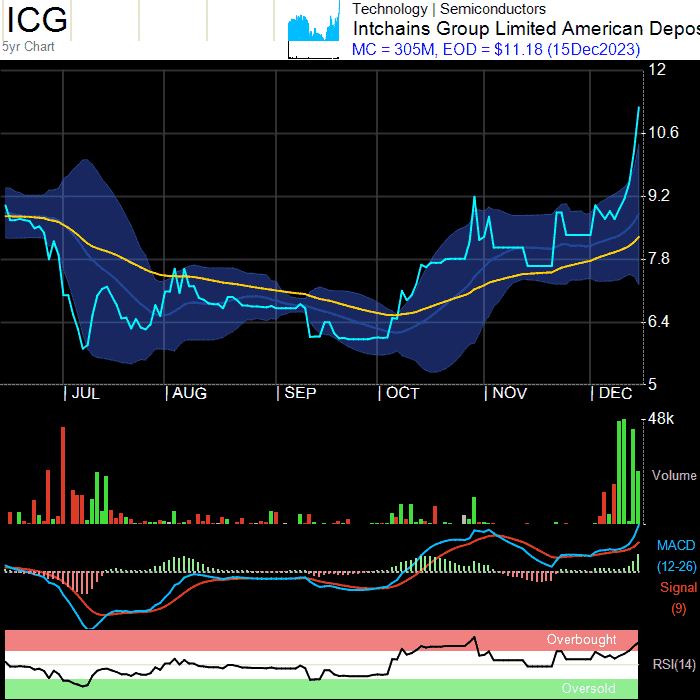 ICG
5yr Chart
Technology | Semiconductors
Intchains Group Limited American Depos
MC = 305M, EOD = $11.18 (15Dec2023)
12
10.6
9.2
7.8
6.4
5
JUL AUG SEP OCT NOV DEC
48k
Volume
MACD
(12-26)
Signal
(9)
Overbought
RSI(14)
Oversold